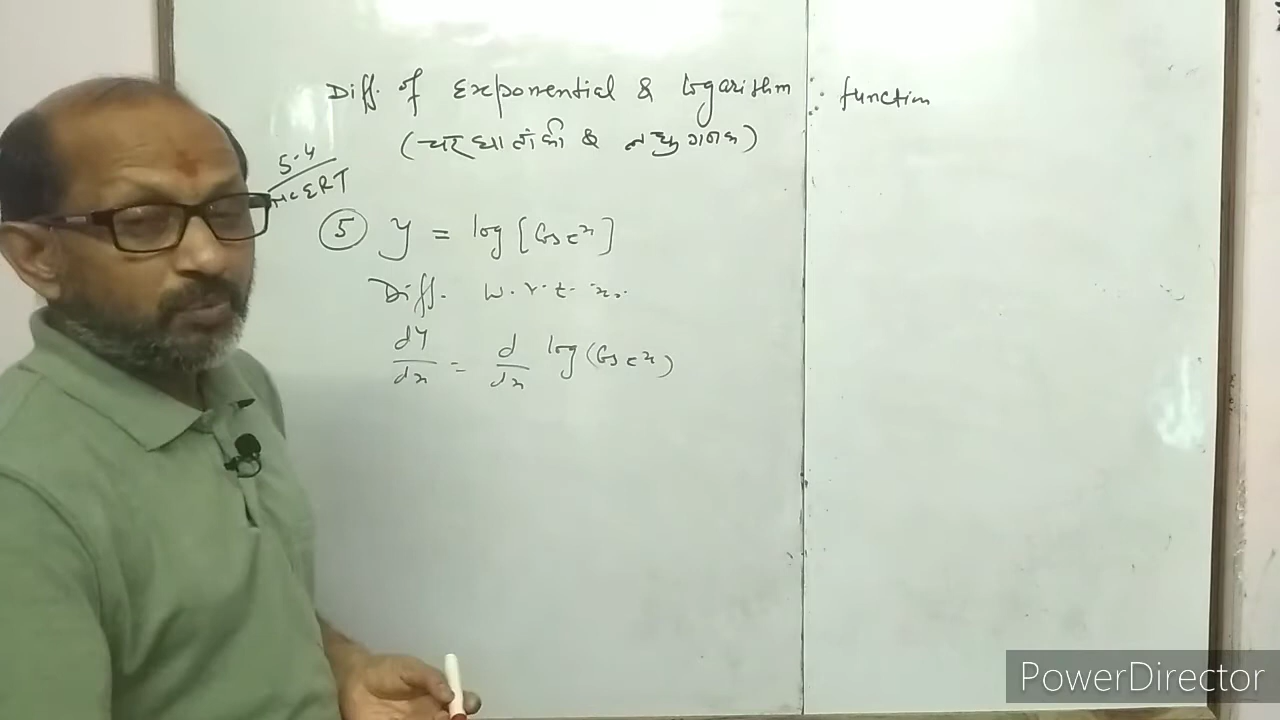 Diff. of Exponential & logarithm : function
(चरघातांकी & लघुगणक)
5.4
NCERT
5 y = log [Cos e^x]
Diff. w.r.t. x.
dy/dx = d/dx log (Cos e^x)
PowerDirector